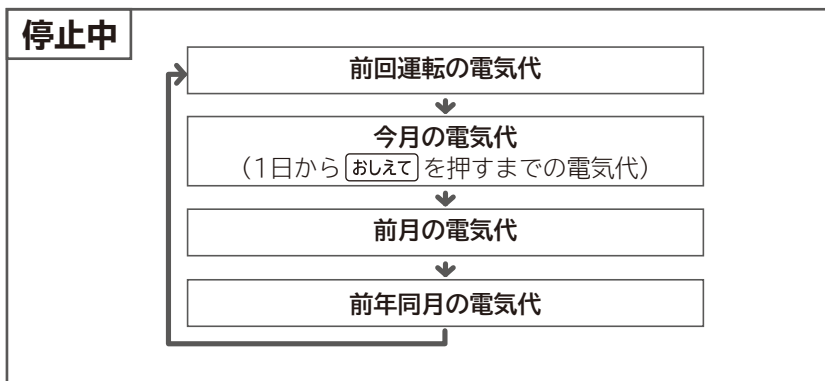 停止中
前回運転の電気代
今月の電気代
（1日からおしえてを押すまでの電気代）
前月の電気代
前年同月の電気代